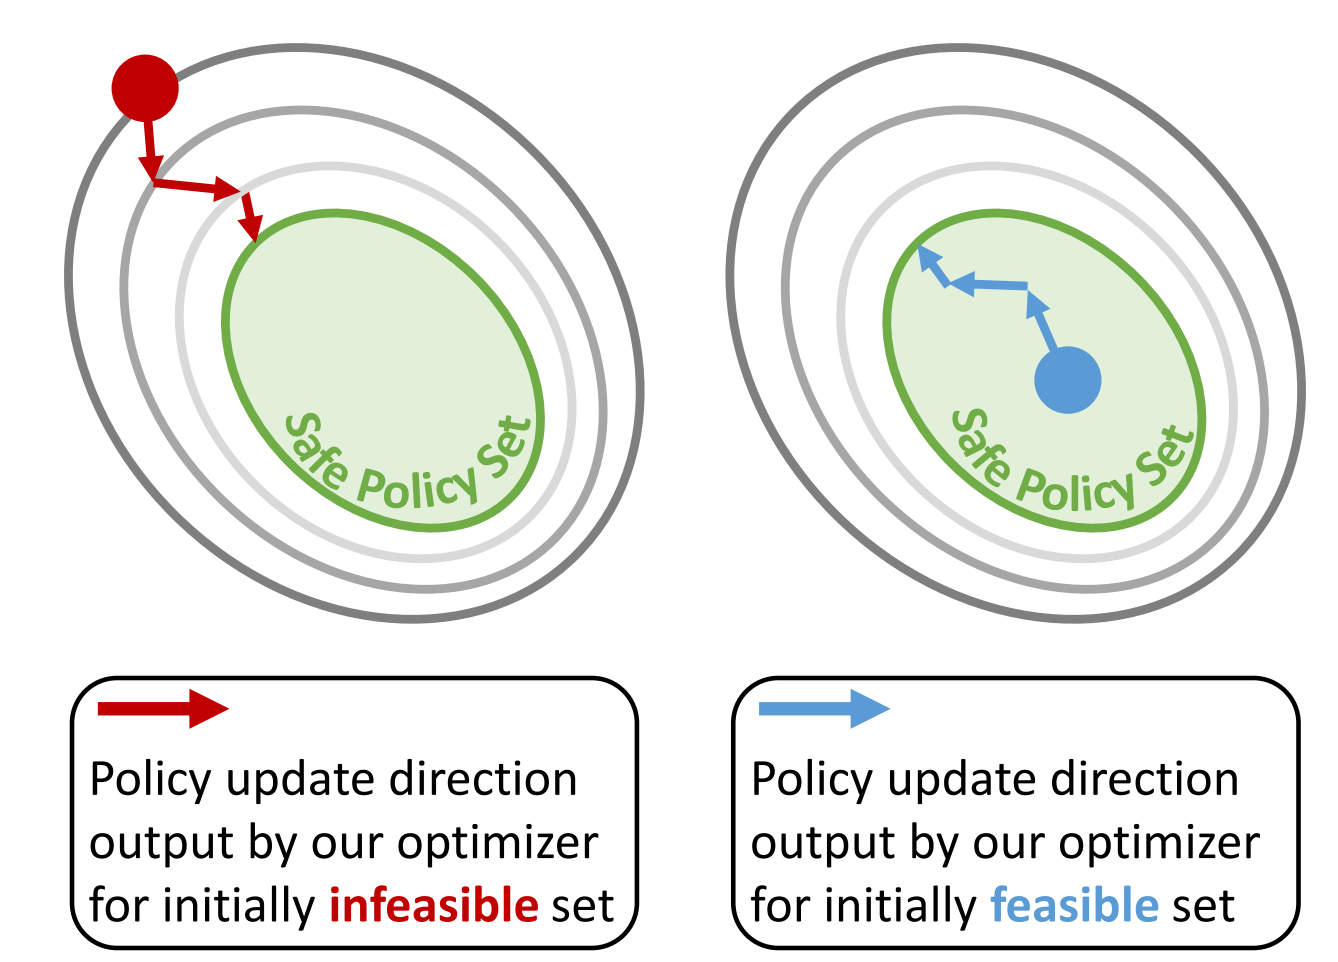 Safe Policy Set
Safe Policy Set
Policy update direction
output by our optimizer
for initially infeasible set
Policy update direction
output by our optimizer
for initially feasible set